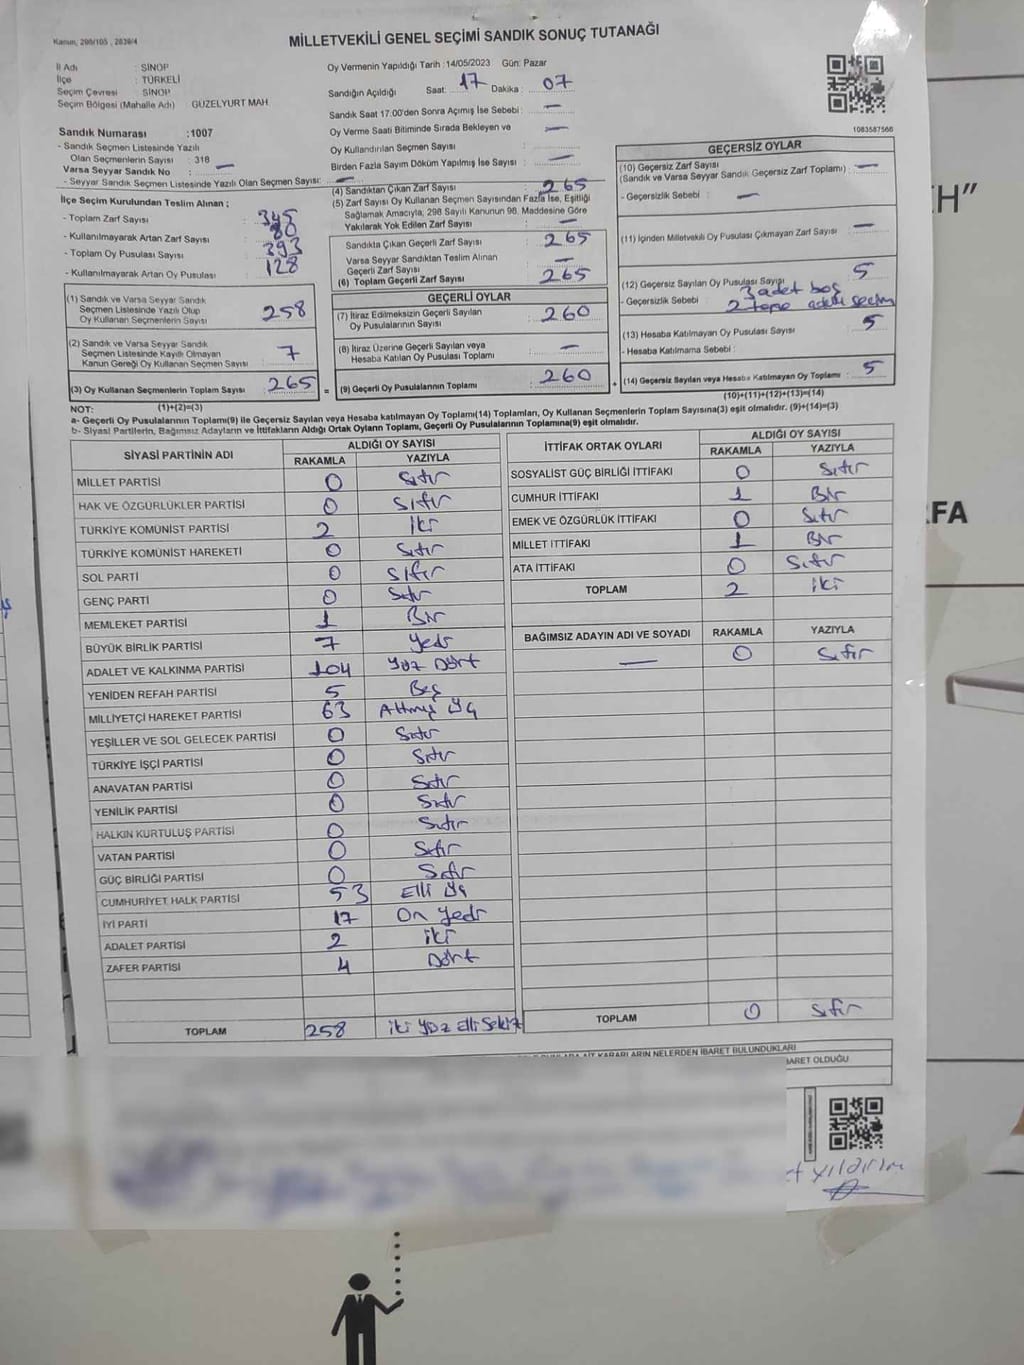 Kanun, 298/105 , 2839/4
MİLLETVEKİLİ GENEL SEÇİMİ SANDIK SONUÇ TUTANAĞI
İl Adı : SİNOP
İlçe : TÜRKELİ
Seçim Çevresi : SİNOP
Seçim Bölgesi (Mahalle Adı) GÜZELYURT MAH.
Sandık Numarası :1007
- Sandık Seçmen Listesinde Yazılı
Olan Seçmenlerin Sayısı : 318
Varsa Seyyar Sandık No : —
- Seyyar Sandık Seçmen Listesinde Yazılı Olan Seçmen Sayısı: —
Oy Vermenin Yapıldığı Tarih :14/05/2023 Gün: Pazar
Sandığın Açıldığı Saat: 17 Dakika : 07
Sandık Saat 17.00'den Sonra Açımış İse Sebebi : —
Oy Verme Saati Bitiminde Sırada Bekleyen ve —
Oy Kullandırılan Seçmen Sayısı :
Birden Fazla Sayım Döküm Yapılmış İse Sayısı : —
1083587566
İlçe Seçim Kurulundan Teslim Alınan ;
- Toplam Zarf Sayısı : 345
- Kullanılmayarak Artan Zarf Sayısı : 80
- Toplam Oy Pusulası Sayısı : 393
- Kullanılmayarak Artan Oy Pusulası : 128
(1) Sandık ve Varsa Seyyar Sandık
Seçmen Listesinde Yazılı Olup
Oy Kullanan Seçmenlerin Sayısı : 258
(2) Sandık ve Varsa Seyyar Sandık
Seçmen Listesinde Kayıtlı Olmayan
Kanun Gereği Oy Kullanan Seçmen Sayısı : 7
(3) Oy Kullanan Seçmenlerin Toplam Sayısı : 265 =
(1)+(2)=(3)
(4) Sandıktan Çıkan Zarf Sayısı : 265
(5) Zarf Sayısı Oy Kullanan Seçmen Sayısından Fazla İse, Eşitliği
Sağlamak Amacıyla, 298 Sayılı Kanunun 98. Maddesine Göre
Yakılarak Yok Edilen Zarf Sayısı : —
Sandıkta Çıkan Geçerli Zarf Sayısı : 265
Varsa Seyyar Sandıktan Teslim Alınan
Geçerli Zarf Sayısı : —
(6) Toplam Geçerli Zarf Sayısı : 265
GEÇERLİ OYLAR
(7) İtiraz Edilmeksizin Geçerli Sayılan
Oy Pusulalarının Sayısı : 260
(8) İtiraz Üzerine Geçerli Sayılan veya
Hesaba Katılan Oy Pusulası Toplamı : —
(9) Geçerli Oy Pusulalarının Toplamı : 260 +
GEÇERSİZ OYLAR
(10) Geçersiz Zarf Sayısı
(Sandık ve Varsa Seyyar Sandık Geçersiz Zarf Toplamı) : —
- Geçersizlik Sebebi : —
(11) İçinden Milletvekili Oy Pusulası Çıkmayan Zarf Sayısı : —
(12) Geçersiz Sayılan Oy Pusulası Sayısı : 5
- Geçersizlik Sebebi : 3 adet boş
2
(13) Hesaba Katılmayan Oy Pusulası Sayısı : 5
- Hesaba Katılmama Sebebi :
(14) Geçersiz Sayılan veya Hesaba Katılmayan Oy Toplamı : 5
(10)+(11)+(12)+(13)=(14)
NOT:
a- Geçerli Oy Pusulalarının Toplamı(9) ile Geçersiz Sayılan veya Hesaba katılmayan Oy Toplamı(14) Toplamları, Oy Kullanan Seçmenlerin Toplam Sayısına(3) eşit olmalıdır. (9)+(14)=(3)
b- Siyasi Partilerin, Bağımsız Adayların ve İttifakların Aldığı Ortak Oyların Toplamı, Geçerli Oy Pusulalarının Toplamına(9) eşit olmalıdır.
SİYASİ PARTİNİN ADI ALDIĞI OY SAYISI
RAKAMLA YAZIYLA
MİLLET PARTİSİ 0 Sıfır
HAK VE ÖZGÜRLÜKLER PARTİSİ 0 Sıfır
TÜRKİYE KOMÜNİST PARTİSİ 2 İki
TÜRKİYE KOMÜNİST HAREKETİ 0 Sıfır
SOL PARTİ 0 Sıfır
GENÇ PARTİ 0 Sıfır
MEMLEKET PARTİSİ 1 Bir
BÜYÜK BİRLİK PARTİSİ 7 Yedi
ADALET VE KALKINMA PARTİSİ 104 Yüz Dört
YENİDEN REFAH PARTİSİ 5 Beş
MİLLİYETÇİ HAREKET PARTİSİ 63 Altmış Üç
YEŞİLLER VE SOL GELECEK PARTİSİ 0 Sıfır
TÜRKİYE İŞÇİ PARTİSİ 0 Sıfır
ANAVATAN PARTİSİ 0 Sıfır
YENİLİK PARTİSİ 0 Sıfır
HALKIN KURTULUŞ PARTİSİ 0 Sıfır
VATAN PARTİSİ 0 Sıfır
GÜÇ BİRLİĞİ PARTİSİ 0 Sıfır
CUMHURİYET HALK PARTİSİ 53 Elli Üç
İYİ PARTİ 17 On Yedi
ADALET PARTİSİ 2 İki
ZAFER PARTİSİ 4 Dört
TOPLAM 258 İki Yüz Elli Sekiz
İTTİFAK ORTAK OYLARI ALDIĞI OY SAYISI
RAKAMLA YAZIYLA
SOSYALİST GÜÇ BİRLİĞİ İTTİFAKI 0 Sıfır
CUMHUR İTTİFAKI 1 Bir
EMEK VE ÖZGÜRLÜK İTTİFAKI 0 Sıfır
MİLLET İTTİFAKI 1 Bir
ATA İTTİFAKI 0 Sıfır
TOPLAM 2 İki
BAĞIMSIZ ADAYIN ADI VE SOYADI RAKAMLA YAZIYLA
— 0 Sıfır
TOPLAM 0 Sıfır
AİT KARARLARIN NELERDEN İBARET BULUNDUKLARI
BARET OLDUĞU
Yıldırım
H"
FA